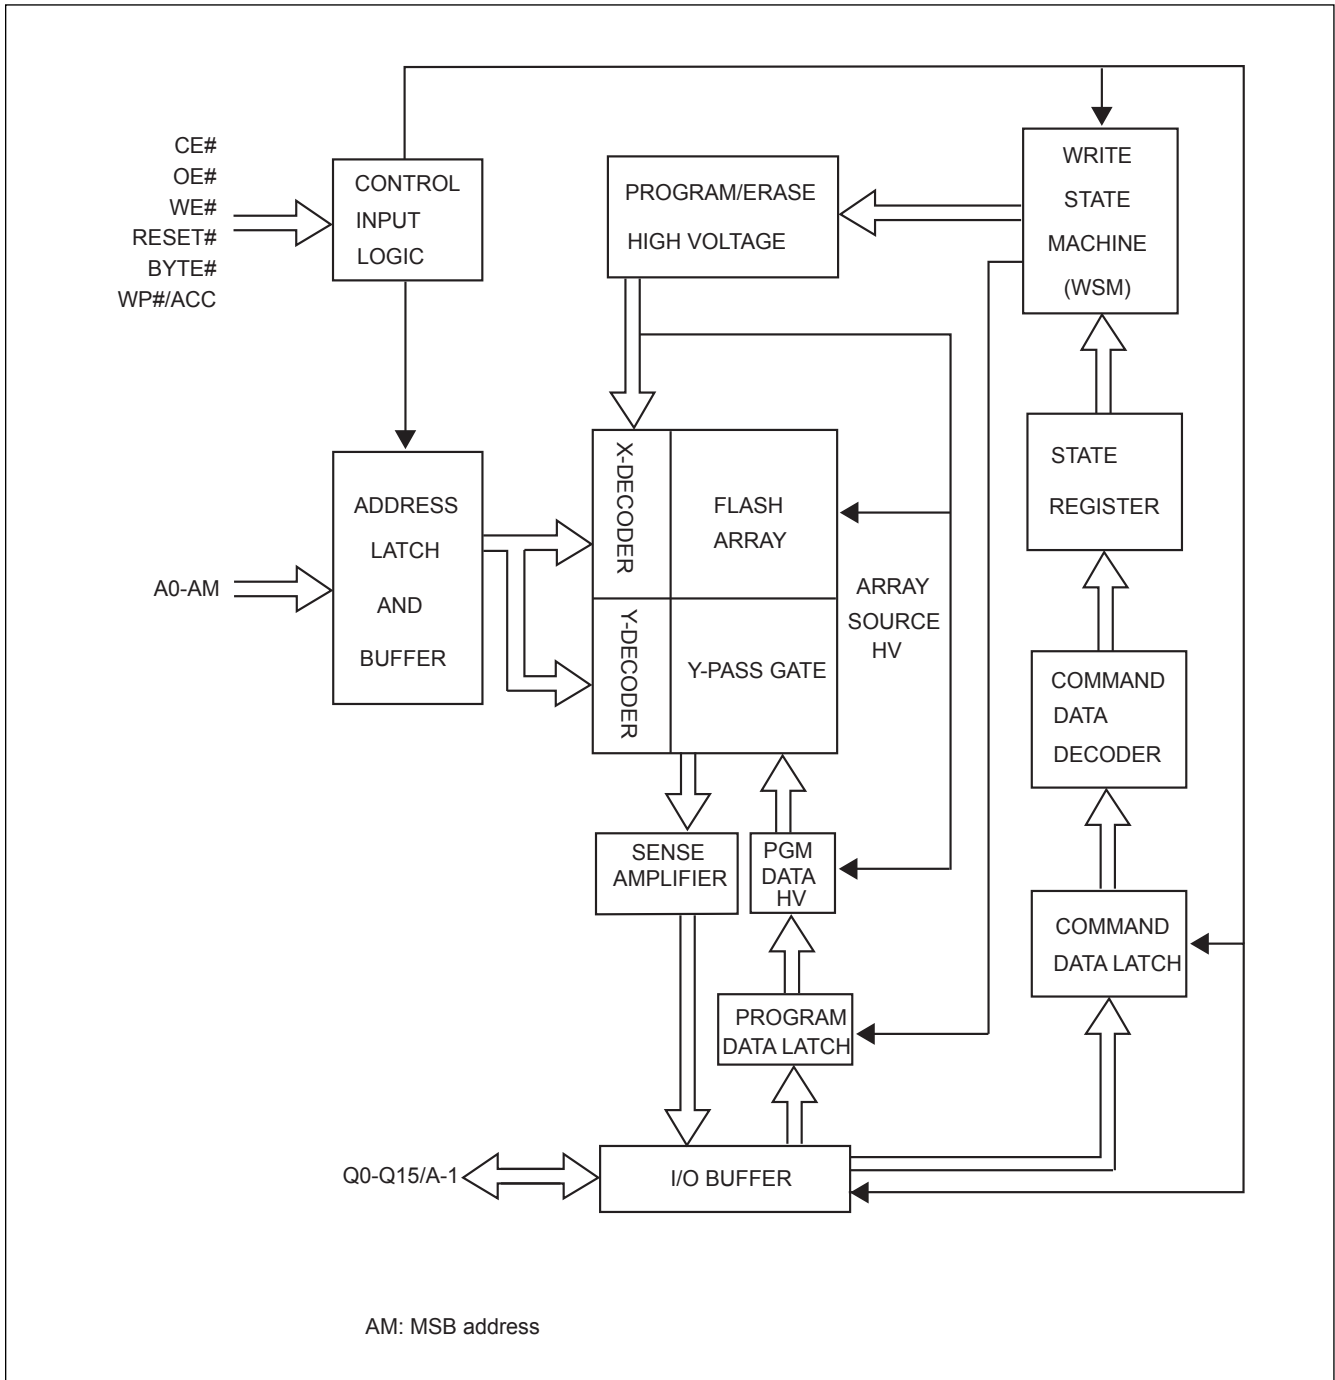 CE#
OE#
WE#
RESET#
BYTE#
WP#/ACC
CONTROL
INPUT
LOGIC
PROGRAM/ERASE
HIGH VOLTAGE
WRITE
STATE
MACHINE
(WSM)
A0-AM
ADDRESS
LATCH
AND
BUFFER
X-DECODER
FLASH
ARRAY
Y-DECODER
Y-PASS GATE
ARRAY
SOURCE
HV
STATE
REGISTER
COMMAND
DATA
DECODER
SENSE
AMPLIFIER
PGM
DATA
HV
COMMAND
DATA LATCH
PROGRAM
DATA LATCH
Q0-Q15/A-1
I/O BUFFER
AM: MSB address